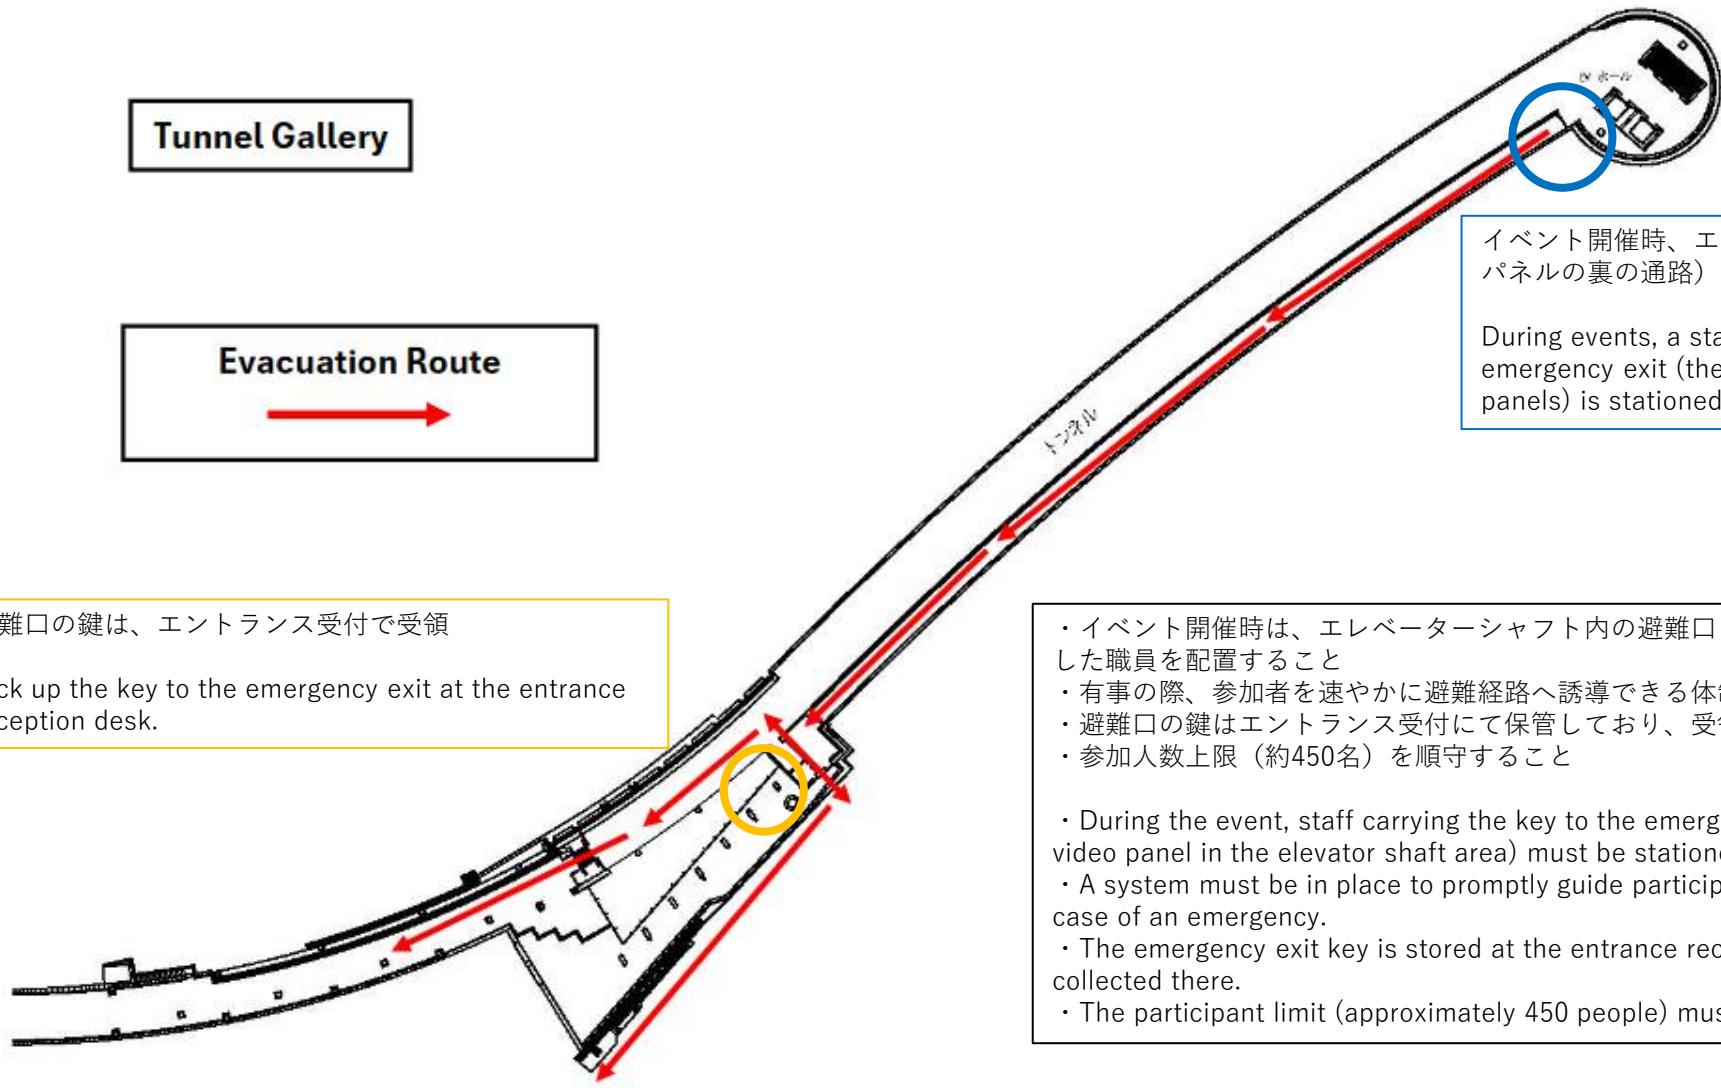 Tunnel Gallery
EV ホール
イベント開催時、エ
パネルの裏の通路）
During events, a sta
emergency exit (the
panels) is stationed
Evacuation Route
トンネル
難口の鍵は、エントランス受付で受領
ck up the key to the emergency exit at the entrance
ception desk.
・イベント開催時は、エレベーターシャフト内の避難口
した職員を配置すること
・有事の際、参加者を速やかに避難経路へ誘導できる体
・避難口の鍵はエントランス受付にて保管しており、受
・参加人数上限（約450名）を順守すること
・During the event, staff carrying the key to the emerg
video panel in the elevator shaft area) must be statione
・A system must be in place to promptly guide particip
case of an emergency.
・The emergency exit key is stored at the entrance rec
collected there.
・The participant limit (approximately 450 people) mus